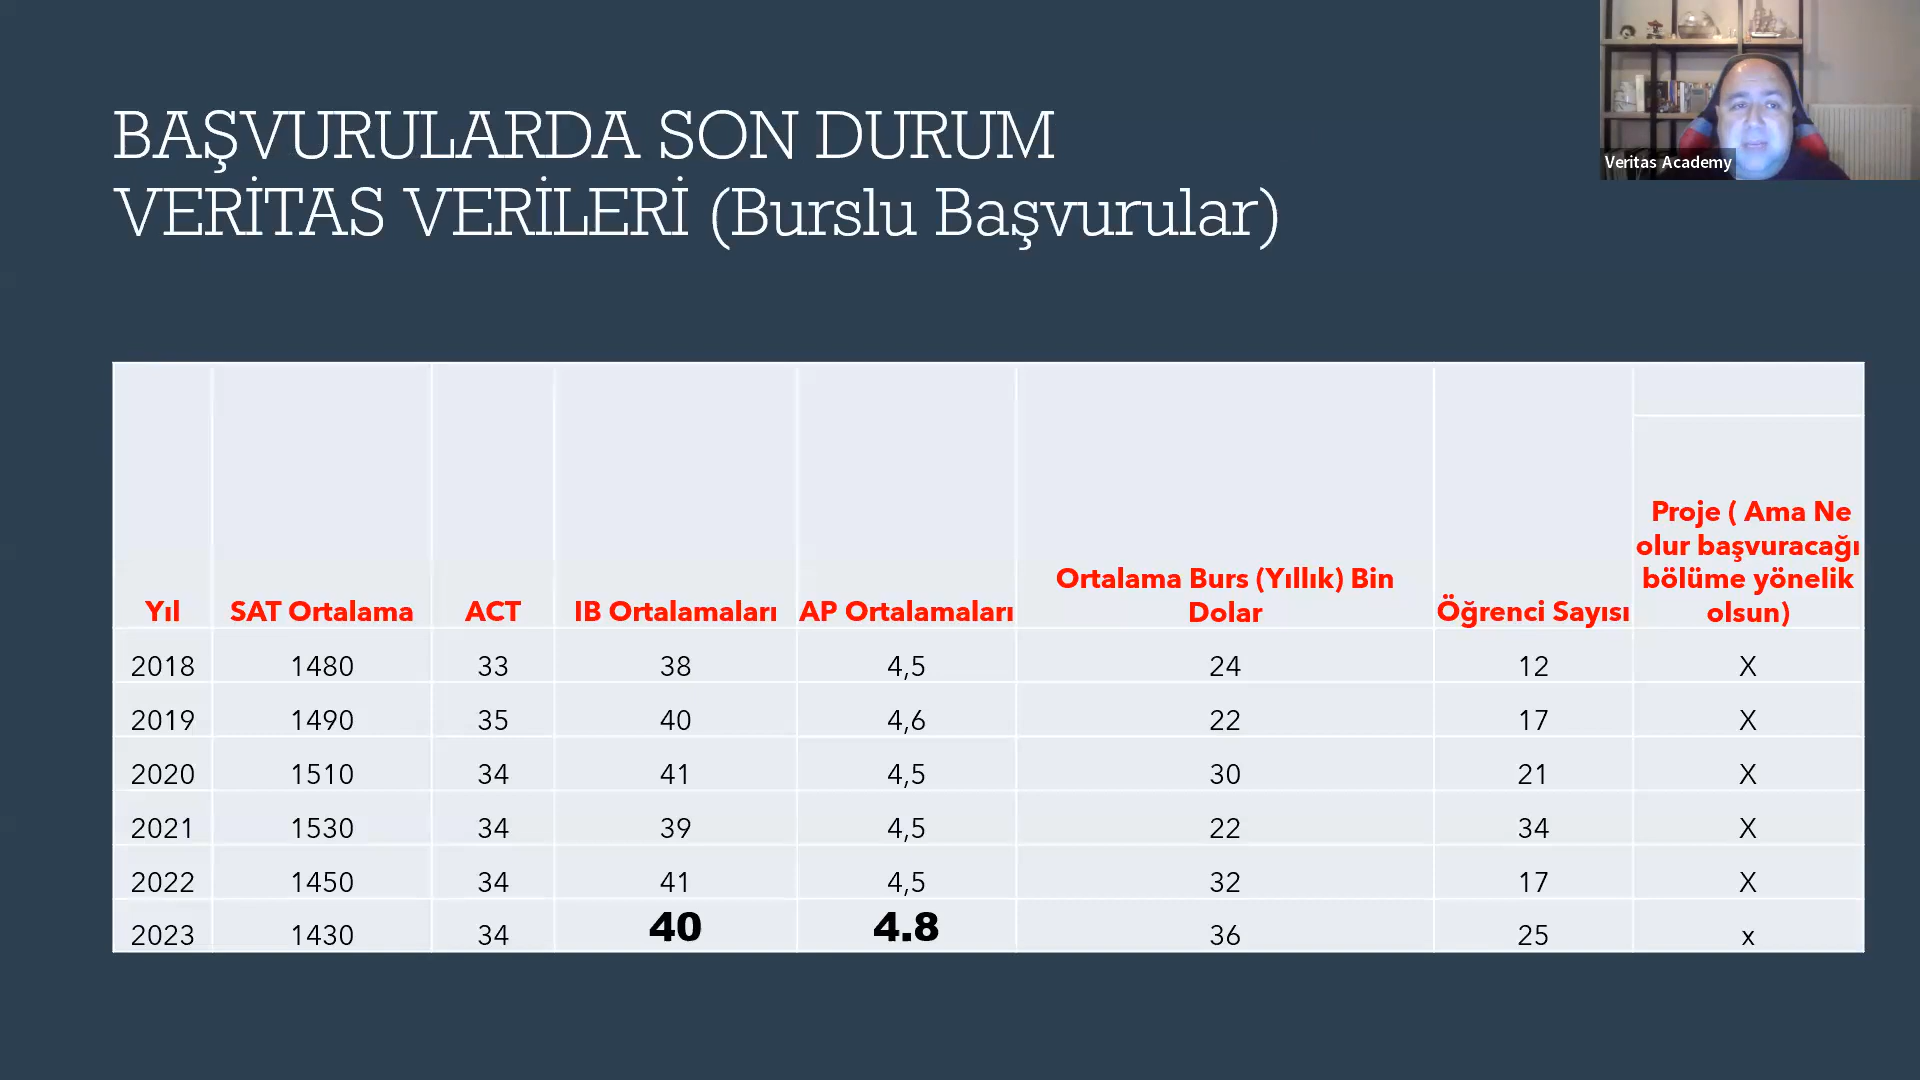 BAŞVURULARDA SON DURUM
VERİTAS VERİLERİ (Burslu Başvurular)
Veritas Academy
Yıl SAT Ortalama ACT IB Ortalamaları AP Ortalamaları Ortalama Burs (Yıllık) Bin Dolar Öğrenci Sayısı Proje ( Ama Ne olur başvuracağı bölüme yönelik olsun)
2018 1480 33 38 4,5 24 12 X
2019 1490 35 40 4,6 22 17 X
2020 1510 34 41 4,5 30 21 X
2021 1530 34 39 4,5 22 34 X
2022 1450 34 41 4,5 32 17 X
2023 1430 34 40 4.8 36 25 x